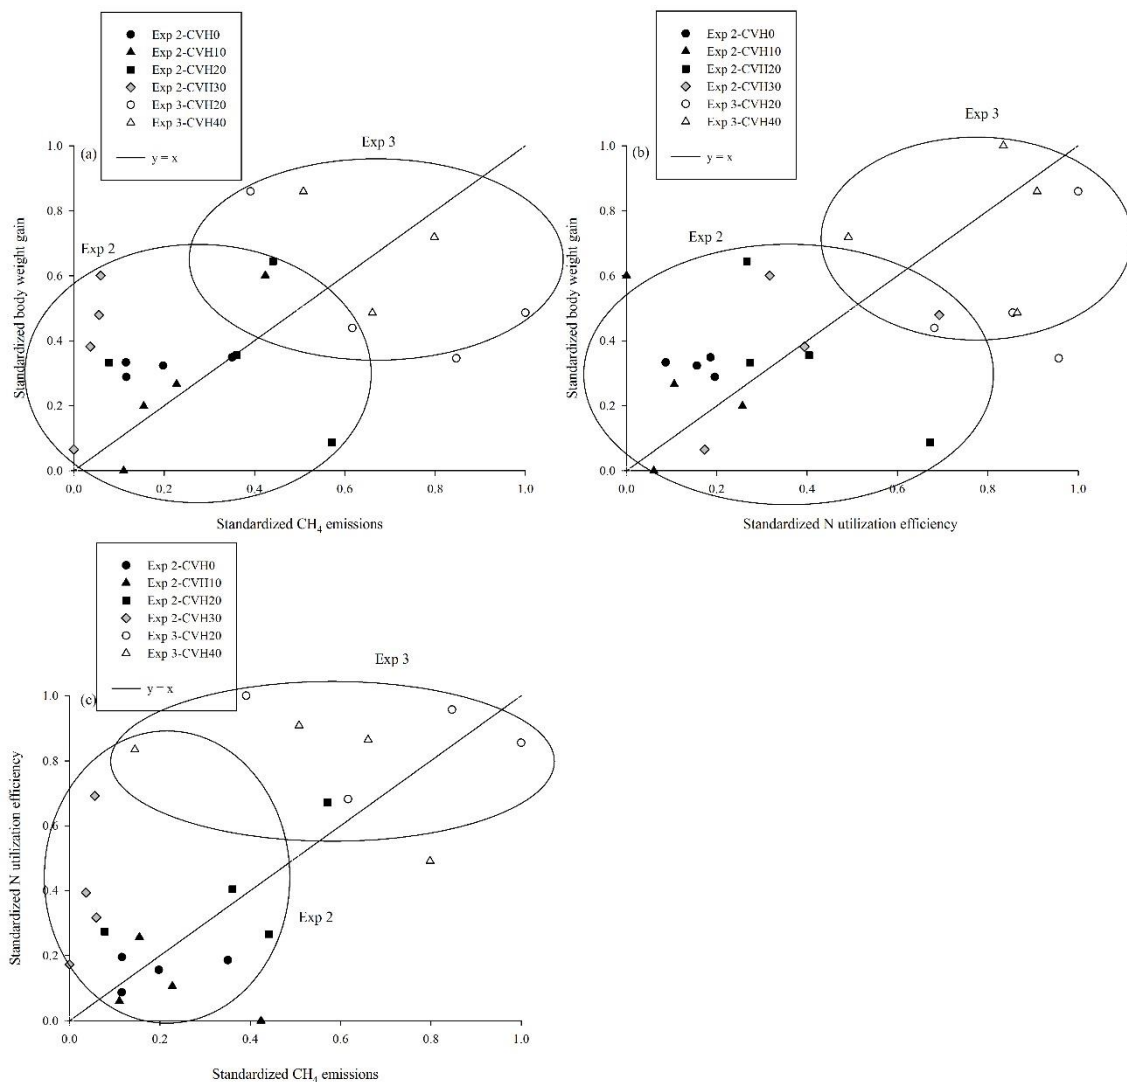 Exp 2-CVH0
Exp 2-CVH10
Exp 2-CVH20
Exp 2-CVH30
Exp 3-CVH20
Exp 3-CVH40
y = x
(a)
Exp 3
Exp 2
Standardized body weight gain
1.0
0.8
0.6
0.4
0.2
0.0
0.0 0.2 0.4 0.6 0.8 1.0
Standardized CH4 emissions
Exp 2-CVH0
Exp 2-CVH10
Exp 2-CVH20
Exp 2-CVH30
Exp 3-CVH20
Exp 3-CVH40
y = x
(b)
Exp 3
Exp 2
Standardized body weight gain
1.0
0.8
0.6
0.4
0.2
0.0
0.0 0.2 0.4 0.6 0.8 1.0
Standardized N utilization efficiency
Exp 2-CVH0
Exp 2-CVH10
Exp 2-CVH20
Exp 2-CVH30
Exp 3-CVH20
Exp 3-CVH40
y = x
(c)
Exp 3
Exp 2
Standardized N utilization efficiency
1.0
0.8
0.6
0.4
0.2
0.0
0.0 0.2 0.4 0.6 0.8 1.0
Standardized CH4 emissions